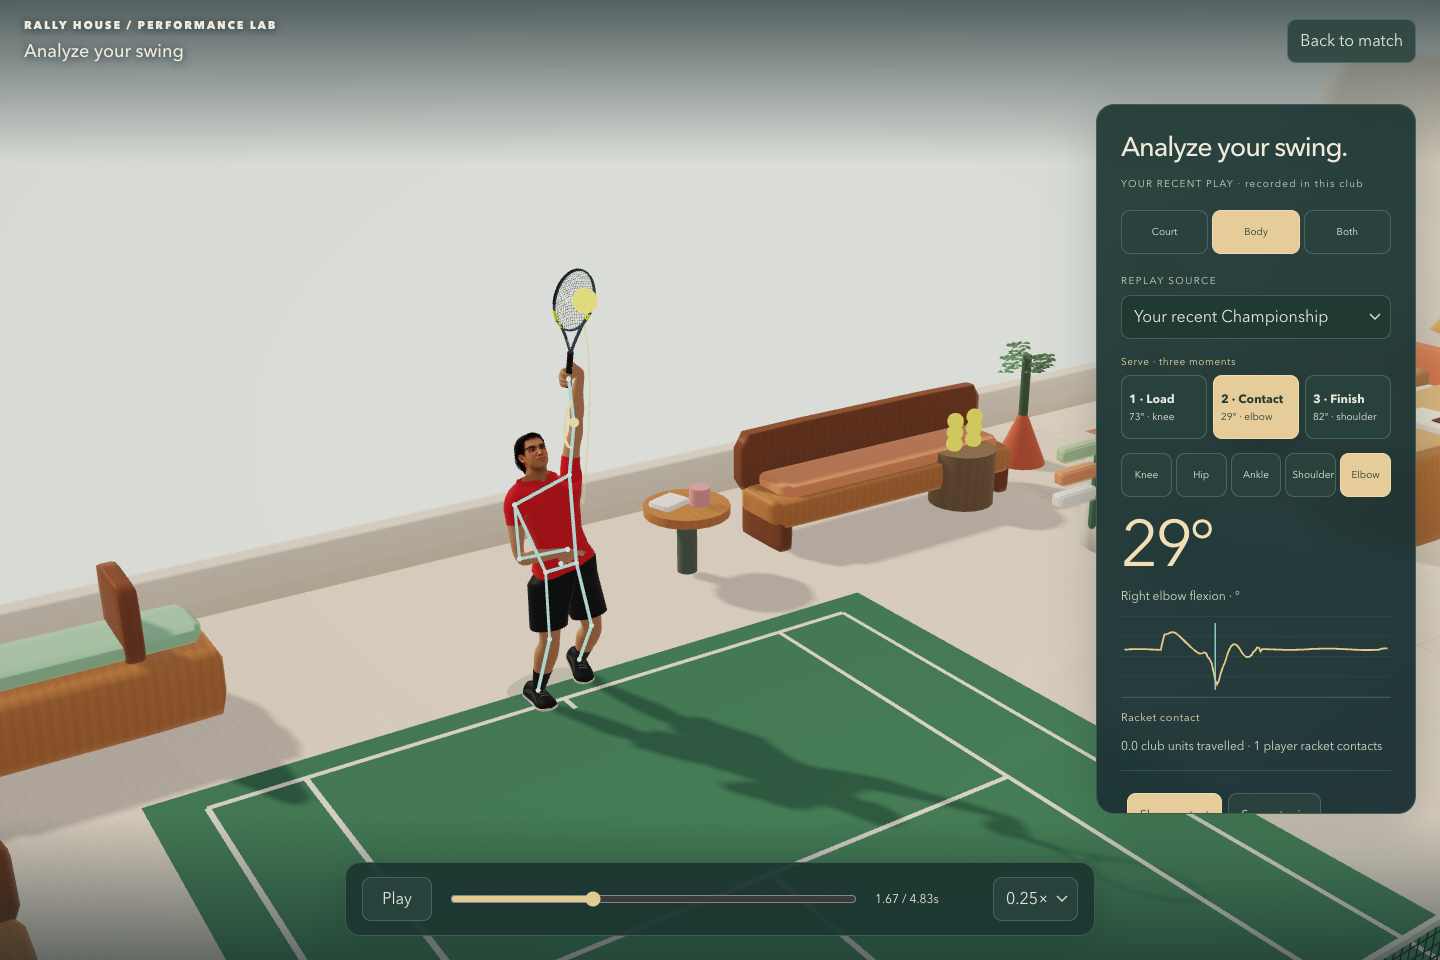 RALLY HOUSE / PERFORMANCE LAB
Analyze your swing
Back to match
Analyze your swing.
YOUR RECENT PLAY · recorded in this club
Court
Body
Both
REPLAY SOURCE
Your recent Championship
Serve · three moments
1 · Load
73° · knee
2 · Contact
29° · elbow
3 · Finish
82° · shoulder
Knee
Hip
Ankle
Shoulder
Elbow
29°
Right elbow flexion · °
Racket contact
0.0 club units travelled · 1 player racket contacts
Play
1.67 / 4.83s
0.25×